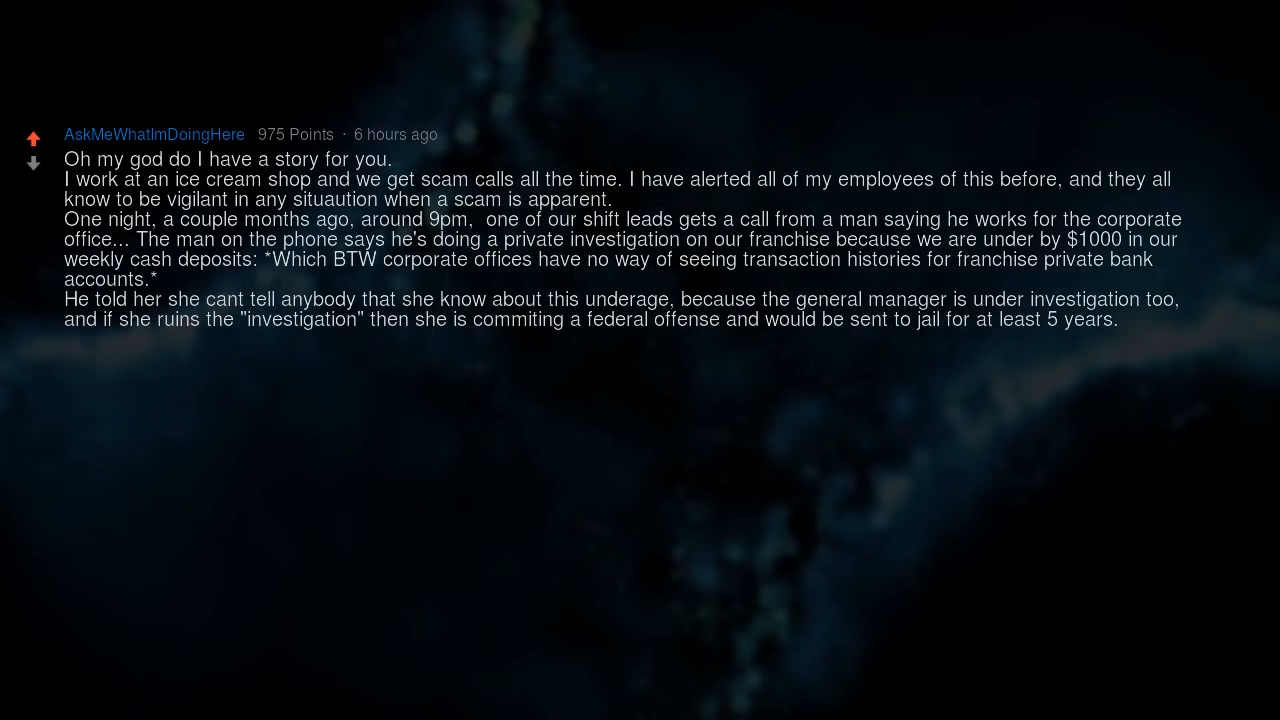 AskMeWhatImDoingHere 975 Points · 6 hours ago
Oh my god do I have a story for you.
I work at an ice cream shop and we get scam calls all the time. I have alerted all of my employees of this before, and they all
know to be vigilant in any situaution when a scam is apparent.
One night, a couple months ago, around 9pm,  one of our shift leads gets a call from a man saying he works for the corporate
office... The man on the phone says he's doing a private investigation on our franchise because we are under by $1000 in our
weekly cash deposits: *Which BTW corporate offices have no way of seeing transaction histories for franchise private bank
accounts.*
He told her she cant tell anybody that she know about this underage, because the general manager is under investigation too,
and if she ruins the "investigation" then she is commiting a federal offense and would be sent to jail for at least 5 years.